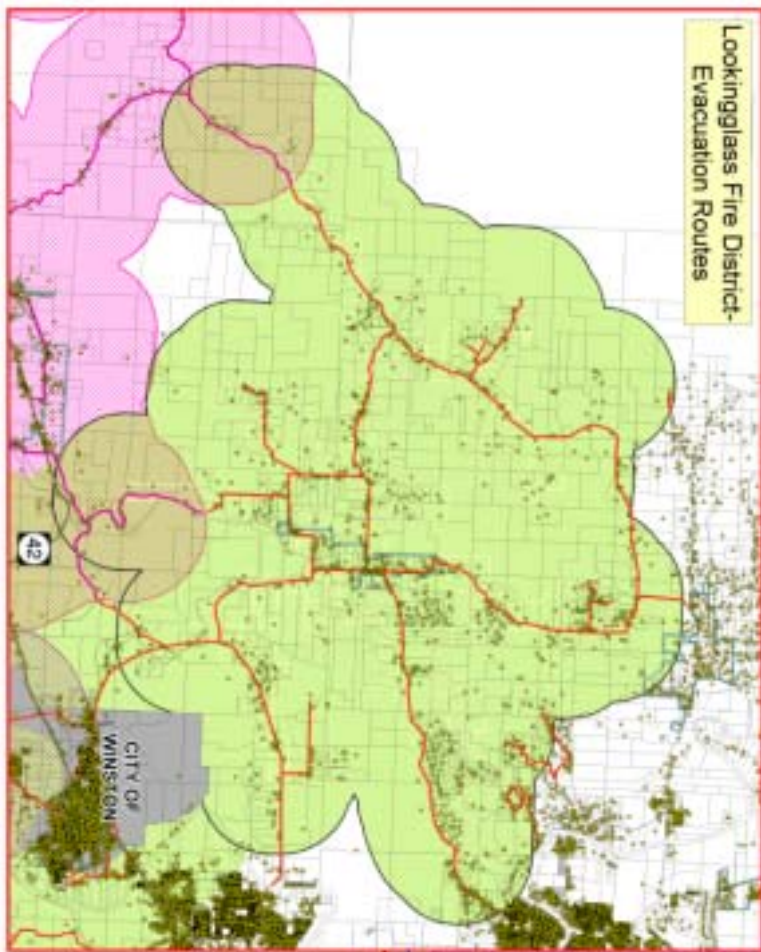 Lookingglass Fire District-
Evacuation Routes
42
CITY OF
WINSTON